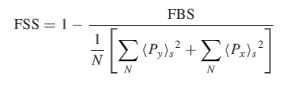 FSS = 1 − FBS / (1/N [∑_N ⟨P_y⟩_s² + ∑_N ⟨P_x⟩_s²])